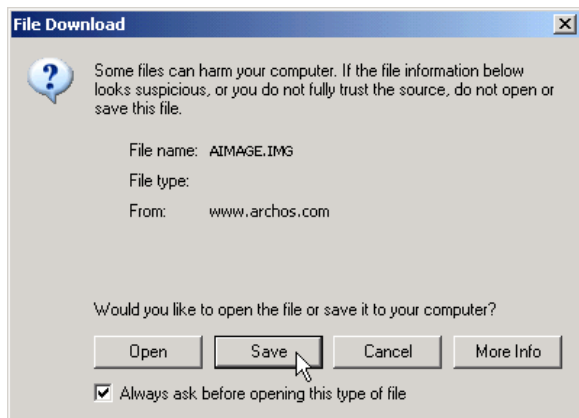 File Download
Some files can harm your computer. If the file information below
looks suspicious, or you do not fully trust the source, do not open or
save this file.
File name: AIMAGE.IMG
File type:
From: www.archos.com
Would you like to open the file or save it to your computer?
Open Save Cancel More Info
Always ask before opening this type of file